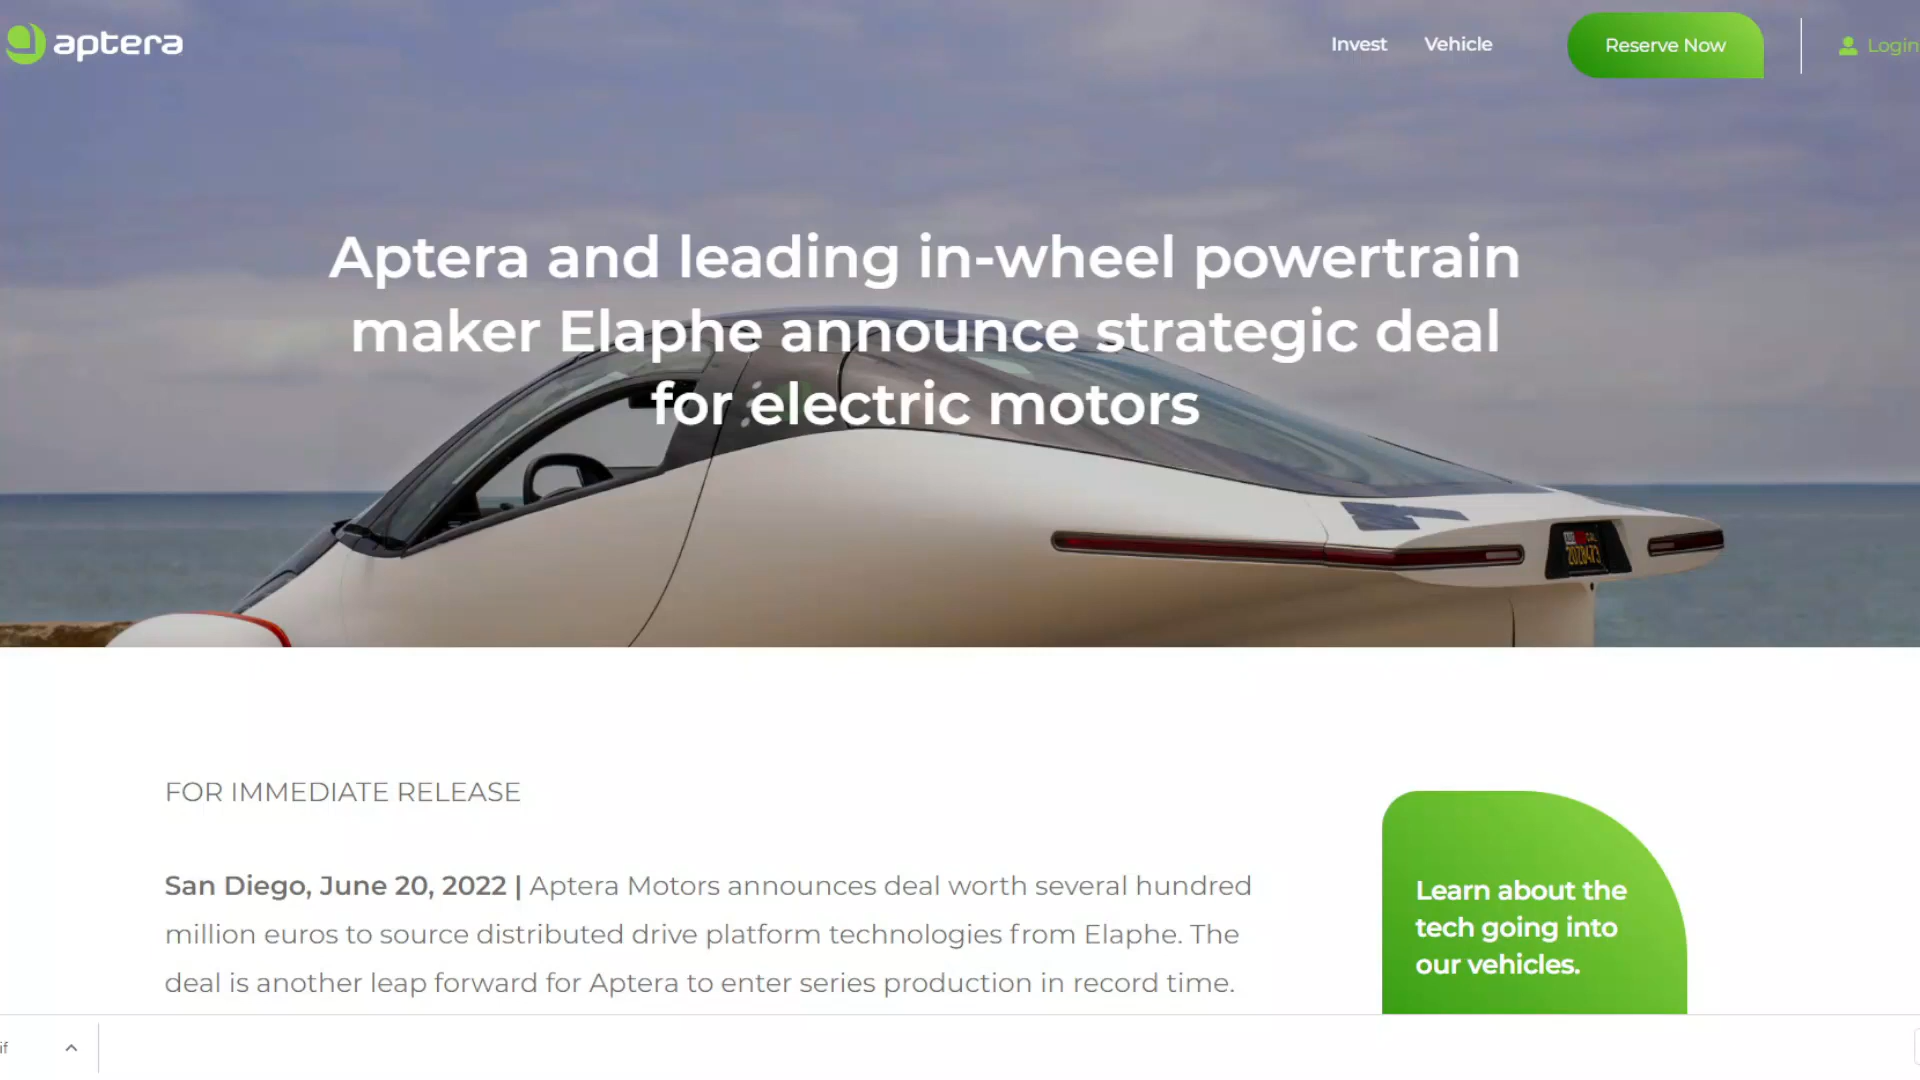 aptera
Invest Vehicle Reserve Now Login
Aptera and leading in-wheel powertrain
maker Elaphe announce strategic deal
for electric motors
FOR IMMEDIATE RELEASE
San Diego, June 20, 2022 | Aptera Motors announces deal worth several hundred
million euros to source distributed drive platform technologies from Elaphe. The
deal is another leap forward for Aptera to enter series production in record time.
Learn about the
tech going into
our vehicles.
if